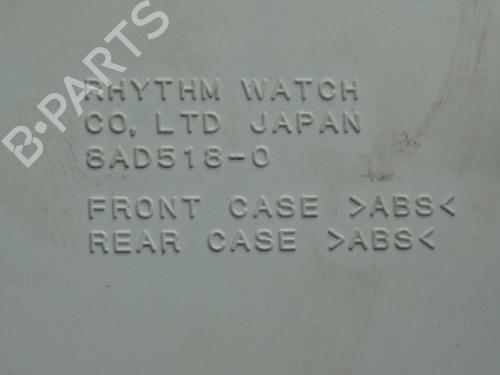 B-PARTS
RHYTHM WATCH
CO, LTD JAPAN
8AD518-0
FRONT CASE >ABS<
REAR CASE >ABS<